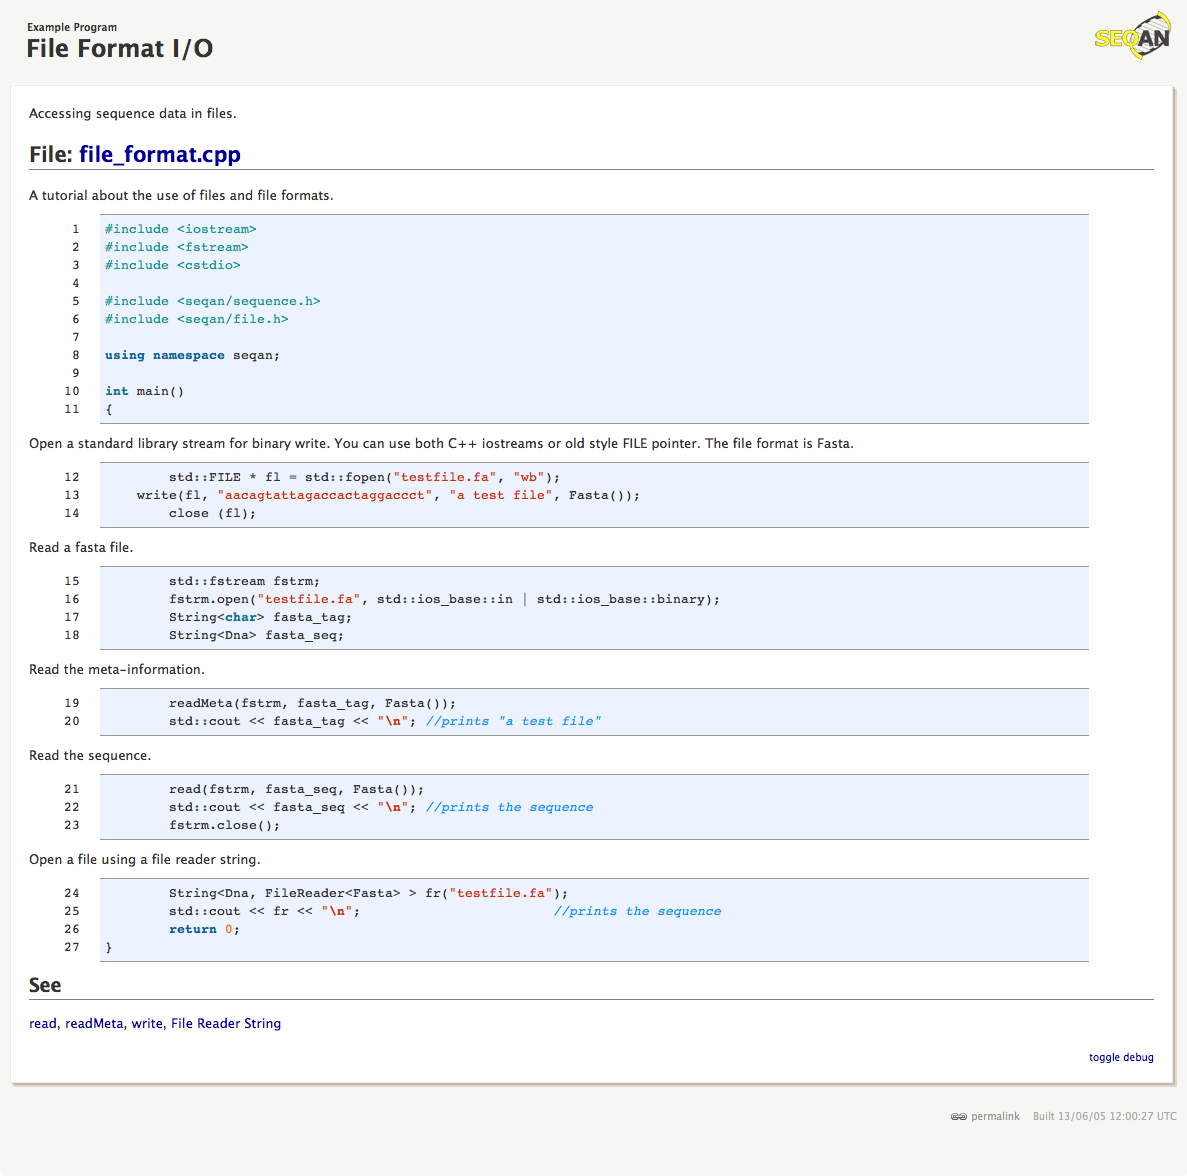 Example Program
File Format I/O
SEQAN
Accessing sequence data in files.
File: file_format.cpp
A tutorial about the use of files and file formats.
1 #include <iostream>
2 #include <fstream>
3 #include <cstdio>
4
5 #include <seqan/sequence.h>
6 #include <seqan/file.h>
7
8 using namespace seqan;
9
10 int main()
11 {
Open a standard library stream for binary write. You can use both C++ iostreams or old style FILE pointer. The file format is Fasta.
12         std::FILE * fl = std::fopen("testfile.fa", "wb");
13     write(fl, "aacagtattagaccactaggaccct", "a test file", Fasta());
14         close (fl);
Read a fasta file.
15         std::fstream fstrm;
16         fstrm.open("testfile.fa", std::ios_base::in | std::ios_base::binary);
17         String<char> fasta_tag;
18         String<Dna> fasta_seq;
Read the meta-information.
19         readMeta(fstrm, fasta_tag, Fasta());
20         std::cout << fasta_tag << "\n"; //prints "a test file"
Read the sequence.
21         read(fstrm, fasta_seq, Fasta());
22         std::cout << fasta_seq << "\n"; //prints the sequence
23         fstrm.close();
Open a file using a file reader string.
24         String<Dna, FileReader<Fasta> > fr("testfile.fa");
25         std::cout << fr << "\n";                        //prints the sequence
26         return 0;
27 }
See
read, readMeta, write, File Reader String
toggle debug
permalink Built 13/06/05 12:00:27 UTC